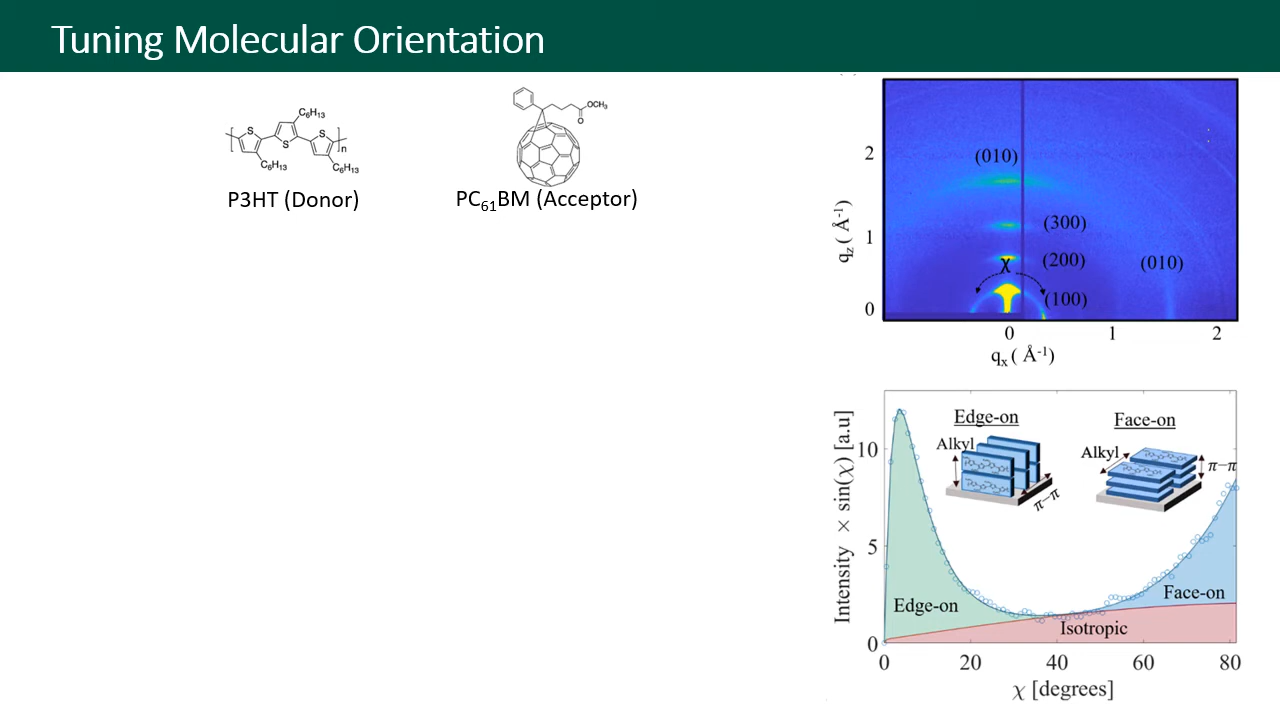 Tuning Molecular Orientation
C₆H₁₃
S
S
S
n
C₆H₁₃
C₆H₁₃
P3HT (Donor)
OCH₃
O
PC₆₁BM (Acceptor)
(010)
(300)
(200)
(010)
χ
(100)
2
1
0
qz ( Å⁻¹)
0 1 2
qx ( Å⁻¹)
Edge-on
Alkyl
π−π
Face-on
Alkyl
π−π
Edge-on
Face-on
Isotropic
10
5
0
Intensity × sin(χ) [a.u]
0 20 40 60 80
χ [degrees]